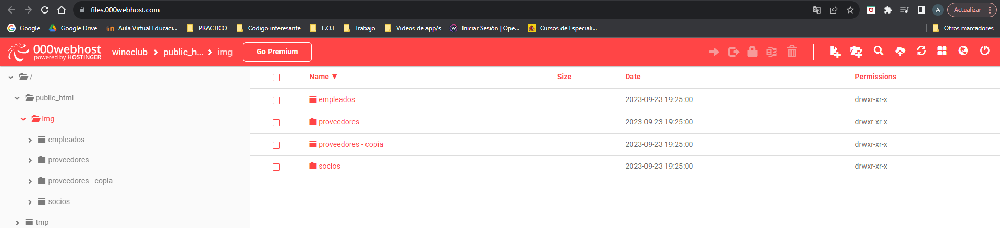 files.000webhost.com A Actualizar
Google Google Drive Aula Virtual Educaci... PRACTICO Codigo interesante E.O.I Trabajo Videos de app/s Iniciar Sesión | Ope... Cursos de Especiali... Otros marcadores
000webhost
powered by HOSTINGER
wineclub public_h... img Go Premium
/
public_html
img
empleados
proveedores
proveedores - copia
socios
tmp
Name ▼ Size Date Permissions
empleados 2023-09-23 19:25:00 drwxr-xr-x
proveedores 2023-09-23 19:25:00 drwxr-xr-x
proveedores - copia 2023-09-23 19:25:00 drwxr-xr-x
socios 2023-09-23 19:25:00 drwxr-xr-x